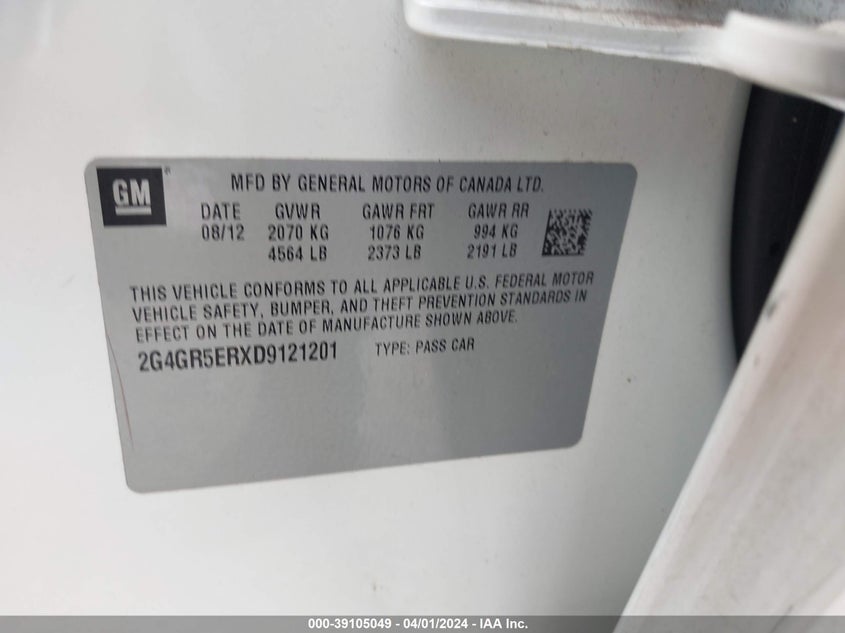 GM
MFD BY GENERAL MOTORS OF CANADA LTD.
DATE GVWR GAWR FRT GAWR RR
08/12 2070 KG 1076 KG 994 KG
4564 LB 2373 LB 2191 LB
THIS VEHICLE CONFORMS TO ALL APPLICABLE U.S. FEDERAL MOTOR
VEHICLE SAFETY, BUMPER, AND THEFT PREVENTION STANDARDS IN
EFFECT ON THE DATE OF MANUFACTURE SHOWN ABOVE.
2G4GR5ERXD9121201 TYPE: PASS CAR
000-39105049 - 04/01/2024 - IAA Inc.